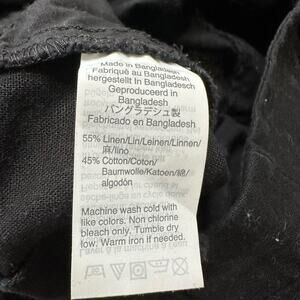 Made in Bangladesh
Fabriqué au Bangladesh
hergestellt In Bangladesch
Geproduceerd in
Bangladesh
バングラデシュ製
Fabricado en Bangladesh
55% Linen/Lin/Leinen/Linnen/
麻/lino
45% Cotton/Coton/
Baumwolle/Katoen/綿/
algodón
Machine wash cold with
like colors. Non chlorine
bleach only. Tumble dry
low. Warm iron if needed.